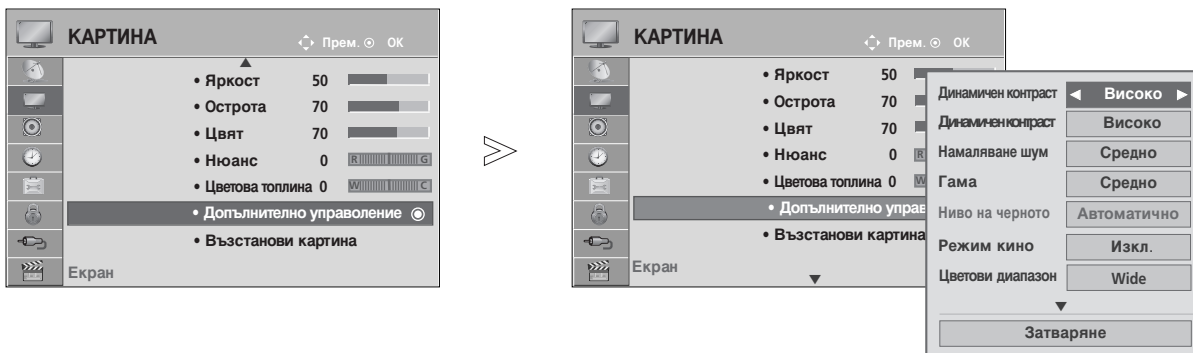 КАРТИНА
Прем. OK
• Яркост 50
• Острота 70
• Цвят 70
• Нюанс 0 R G
• Цветова топлина 0 W C
• Допълнително управоление
• Възстанови картина
Екран
КАРТИНА
Прем. OK
• Яркост 50
• Острота 70
• Цвят 70
• Нюанс 0 R
• Цветова топлина 0 W
• Допълнително управ
• Възстанови картина
Екран
Динамичен контраст Високо
Динамичен контраст Високо
Намаляване шум Средно
Гама Средно
Ниво на черното Автоматично
Режим кино Изкл.
Цветови диапазон Wide
Затваряне